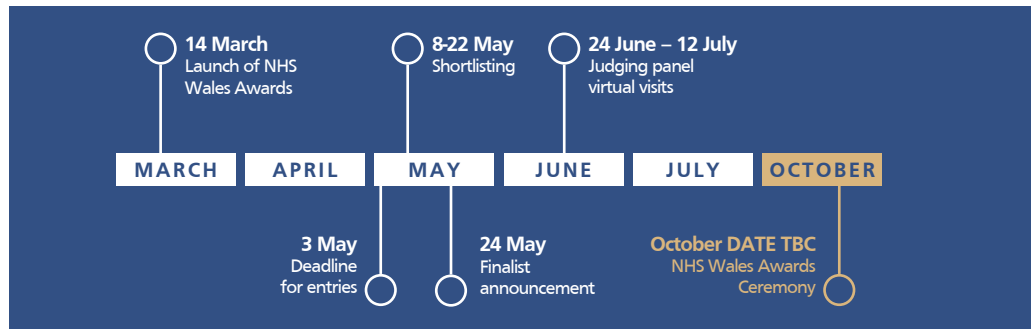 14 March
Launch of NHS
Wales Awards
8-22 May
Shortlisting
24 June – 12 July
Judging panel
virtual visits
MARCH
APRIL
MAY
JUNE
JULY
OCTOBER
3 May
Deadline
for entries
24 May
Finalist
announcement
October DATE TBC
NHS Wales Awards
Ceremony